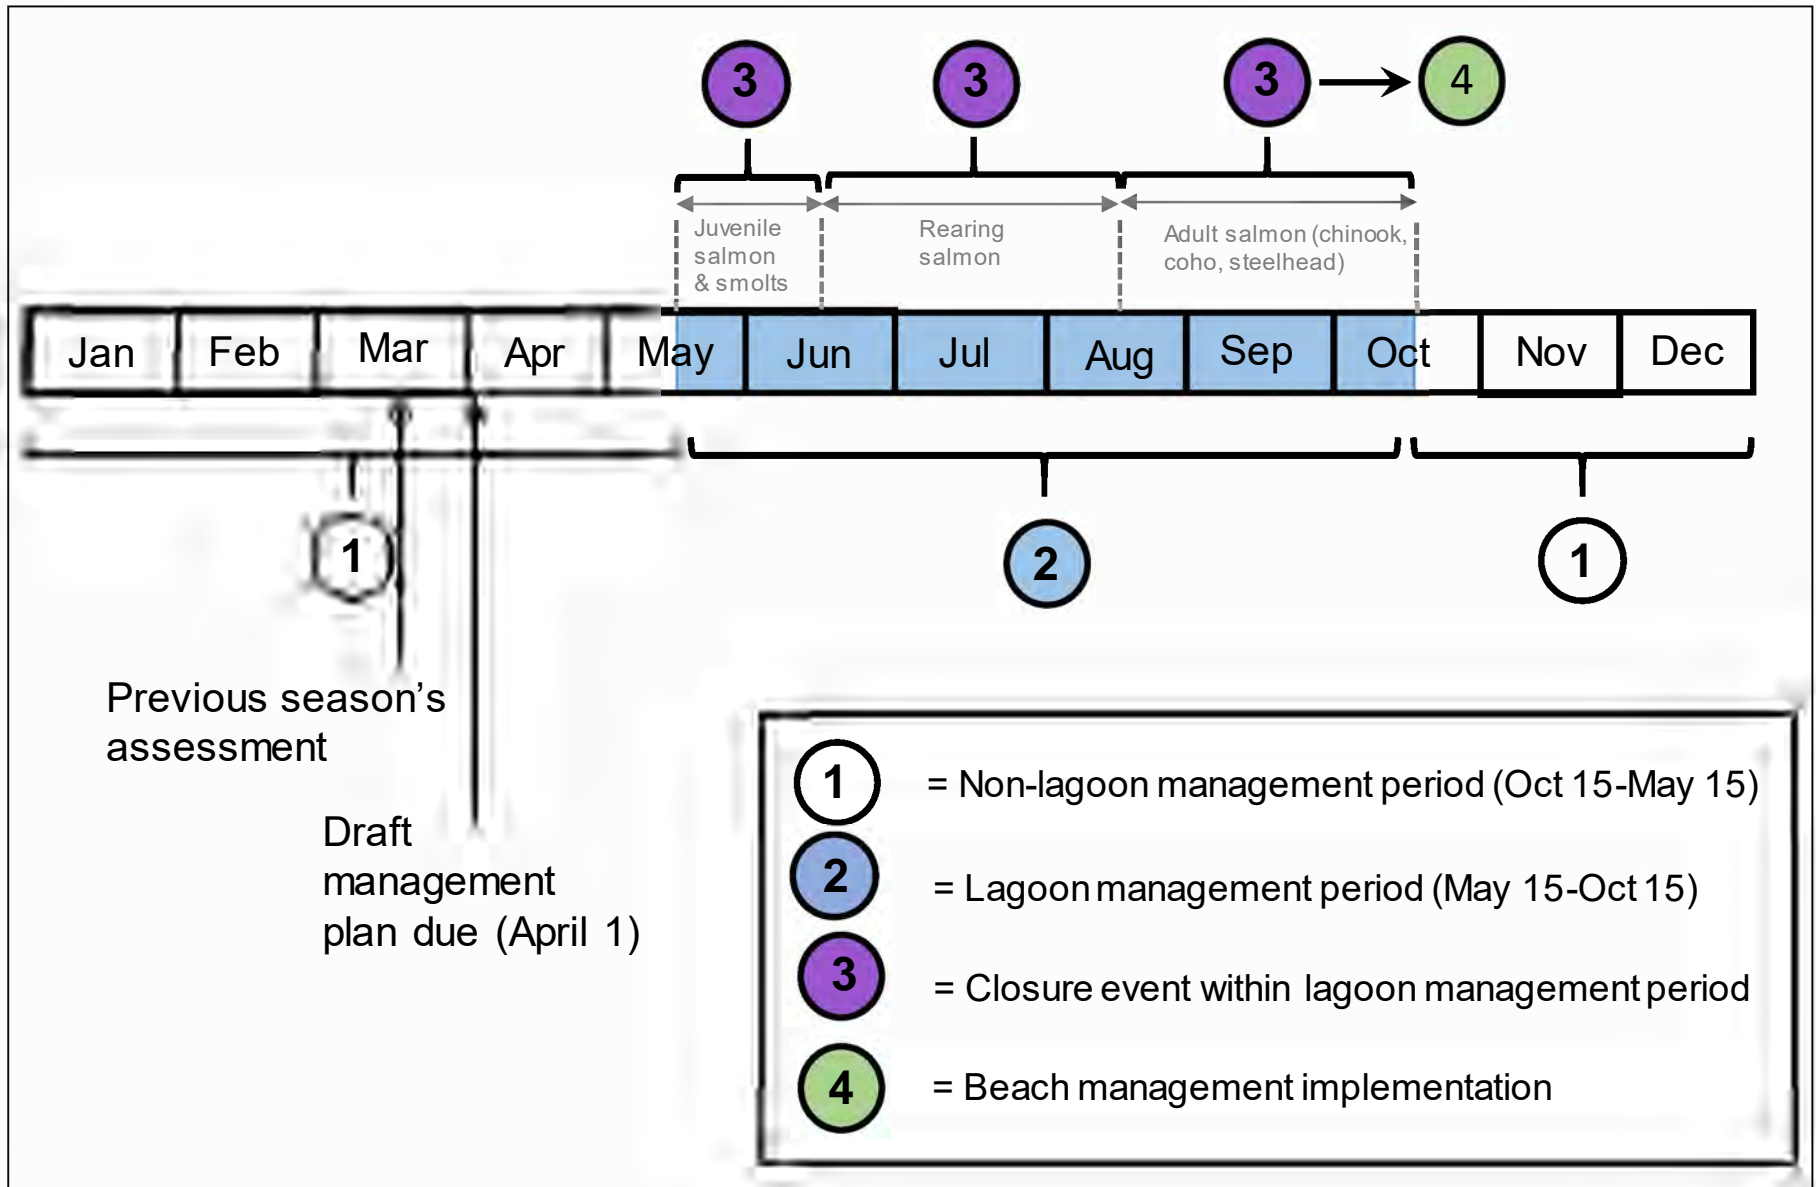 3
3
3
4
Juvenile
salmon
& smolts
Rearing
salmon
Adult salmon (chinook,
coho, steelhead)
Jan
Feb
Mar
Apr
May
Jun
Jul
Aug
Sep
Oct
Nov
Dec
1
2
1
Previous season's
assessment
Draft
management
plan due (April 1)
1 = Non-lagoon management period (Oct 15-May 15)
2 = Lagoon management period (May 15-Oct 15)
3 = Closure event within lagoon management period
4 = Beach management implementation